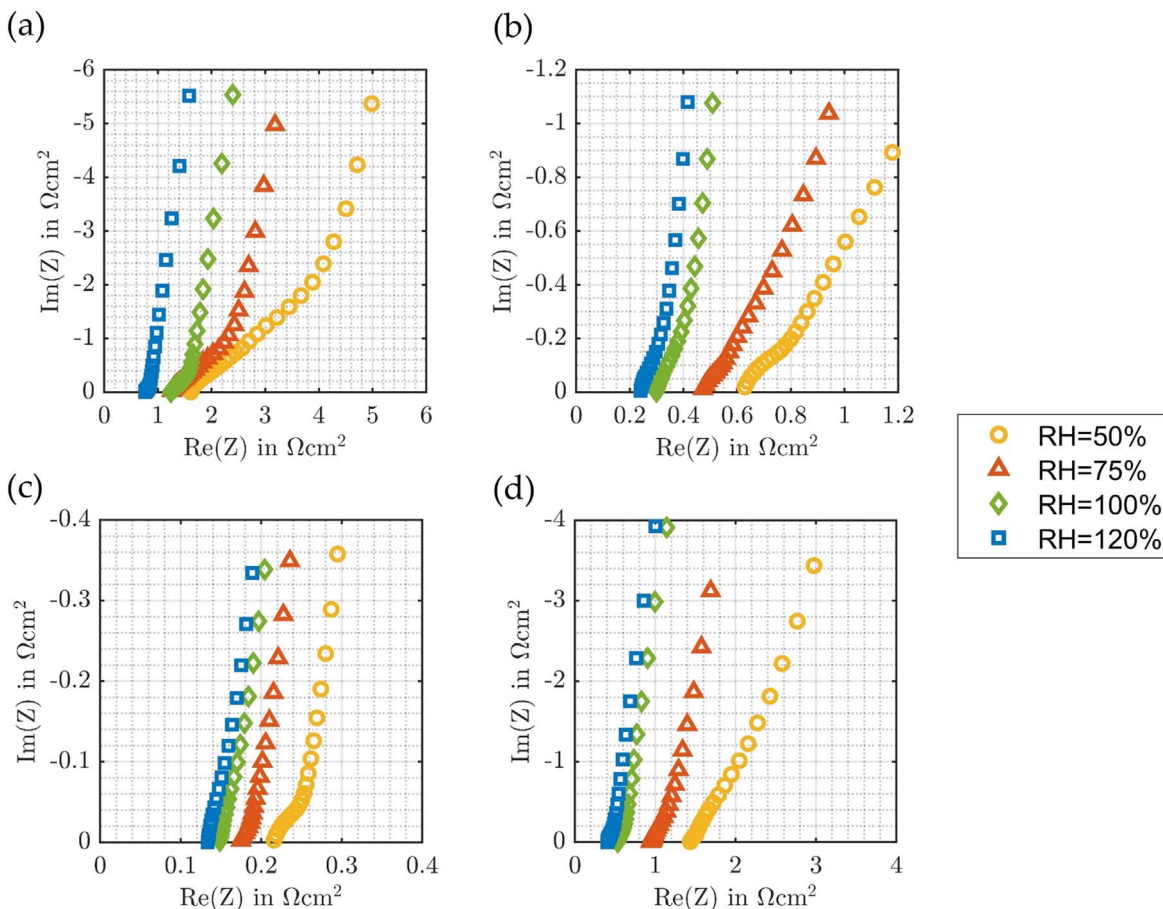 (a)
-6
-5
-4
-3
-2
-1
0
Im(Z) in Ωcm²
0 1 2 3 4 5 6
Re(Z) in Ωcm²
(b)
-1.2
-1
-0.8
-0.6
-0.4
-0.2
0
Im(Z) in Ωcm²
0 0.2 0.4 0.6 0.8 1 1.2
Re(Z) in Ωcm²
(c)
-0.4
-0.3
-0.2
-0.1
0
Im(Z) in Ωcm²
0 0.1 0.2 0.3 0.4
Re(Z) in Ωcm²
(d)
-4
-3
-2
-1
0
Im(Z) in Ωcm²
0 1 2 3 4
Re(Z) in Ωcm²
RH=50%
RH=75%
RH=100%
RH=120%